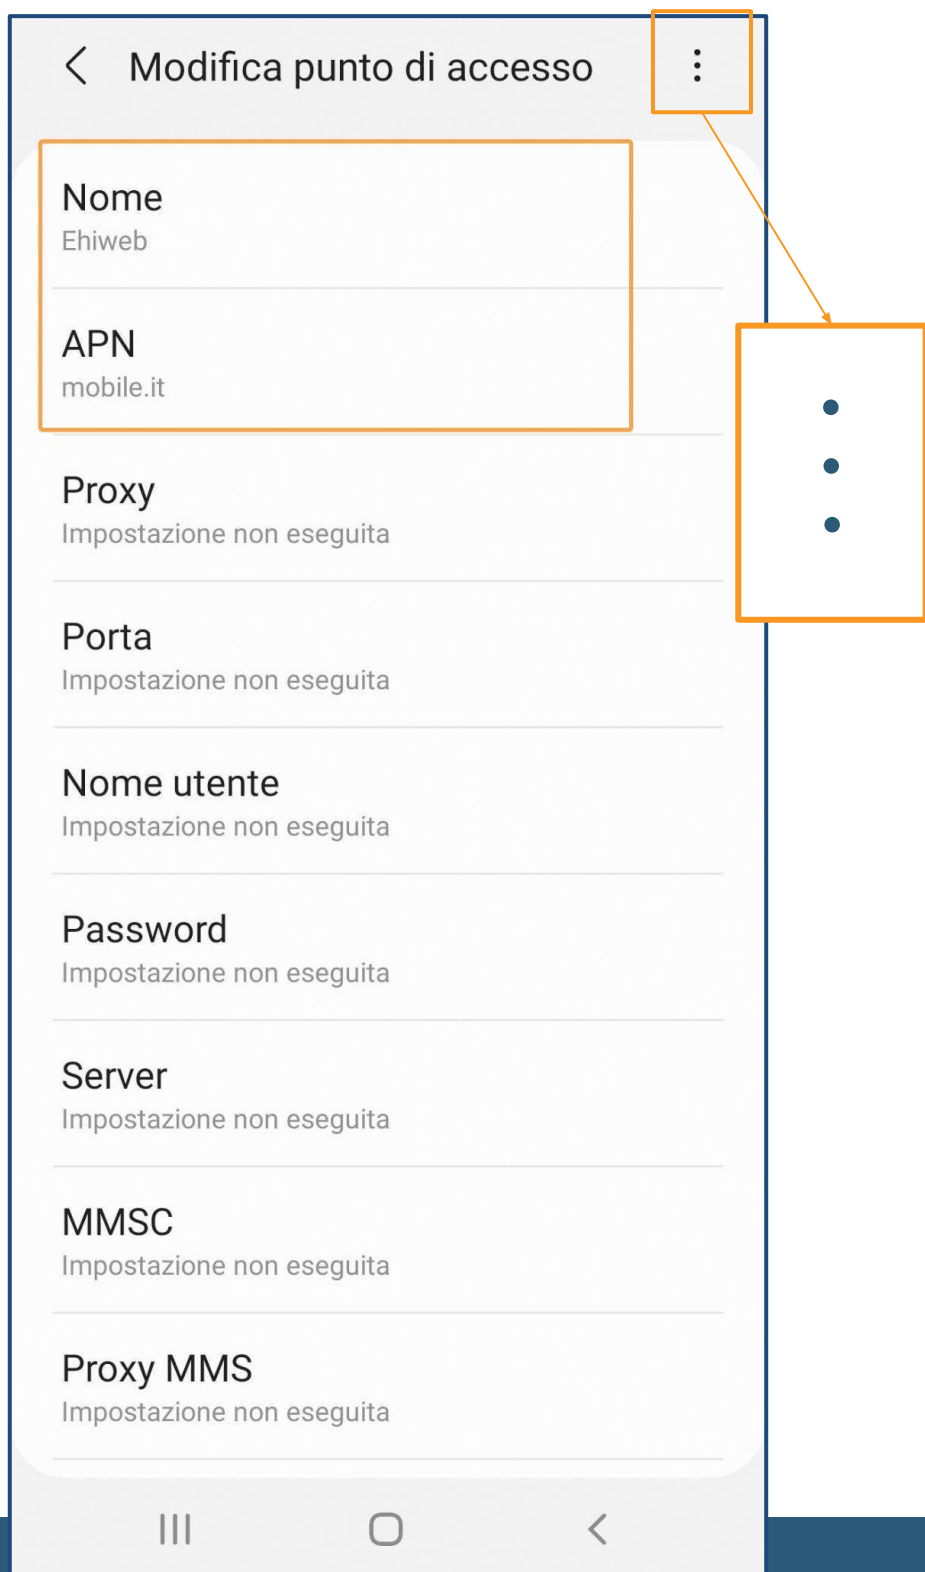 Modifica punto di accesso
Nome
Ehiweb
APN
mobile.it
Proxy
Impostazione non eseguita
Porta
Impostazione non eseguita
Nome utente
Impostazione non eseguita
Password
Impostazione non eseguita
Server
Impostazione non eseguita
MMSC
Impostazione non eseguita
Proxy MMS
Impostazione non eseguita